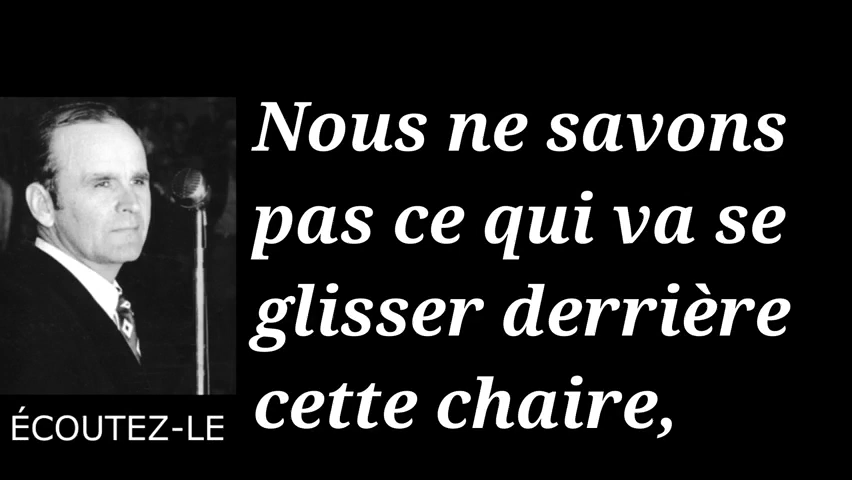 Nous ne savons
pas ce qui va se
glisser derrière
cette chaire,
ÉCOUTEZ-LE